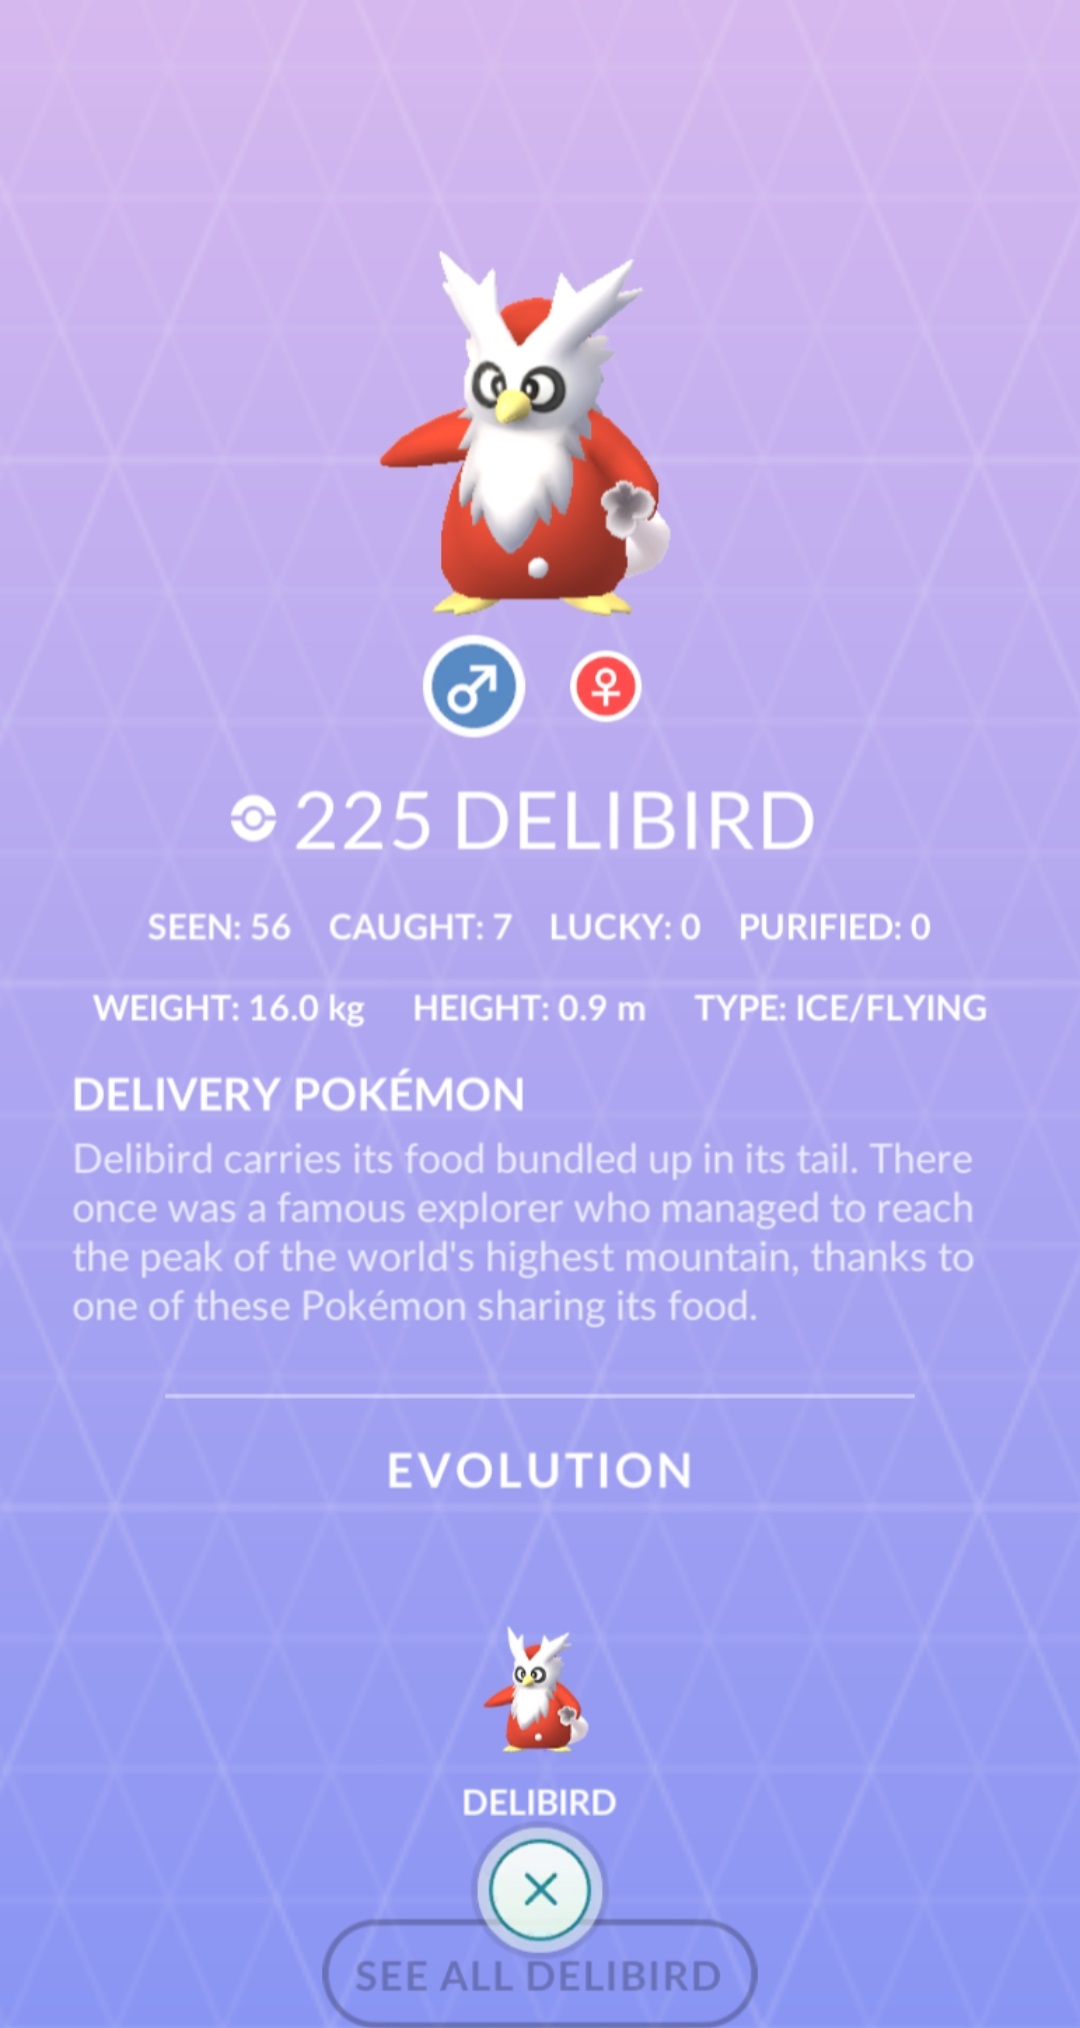 225 DELIBIRD
SEEN: 56 CAUGHT: 7 LUCKY: 0 PURIFIED: 0
WEIGHT: 16.0 kg HEIGHT: 0.9 m TYPE: ICE/FLYING
DELIVERY POKÉMON
Delibird carries its food bundled up in its tail. There
once was a famous explorer who managed to reach
the peak of the world's highest mountain, thanks to
one of these Pokémon sharing its food.
EVOLUTION
DELIBIRD
SEE ALL DELIBIRD